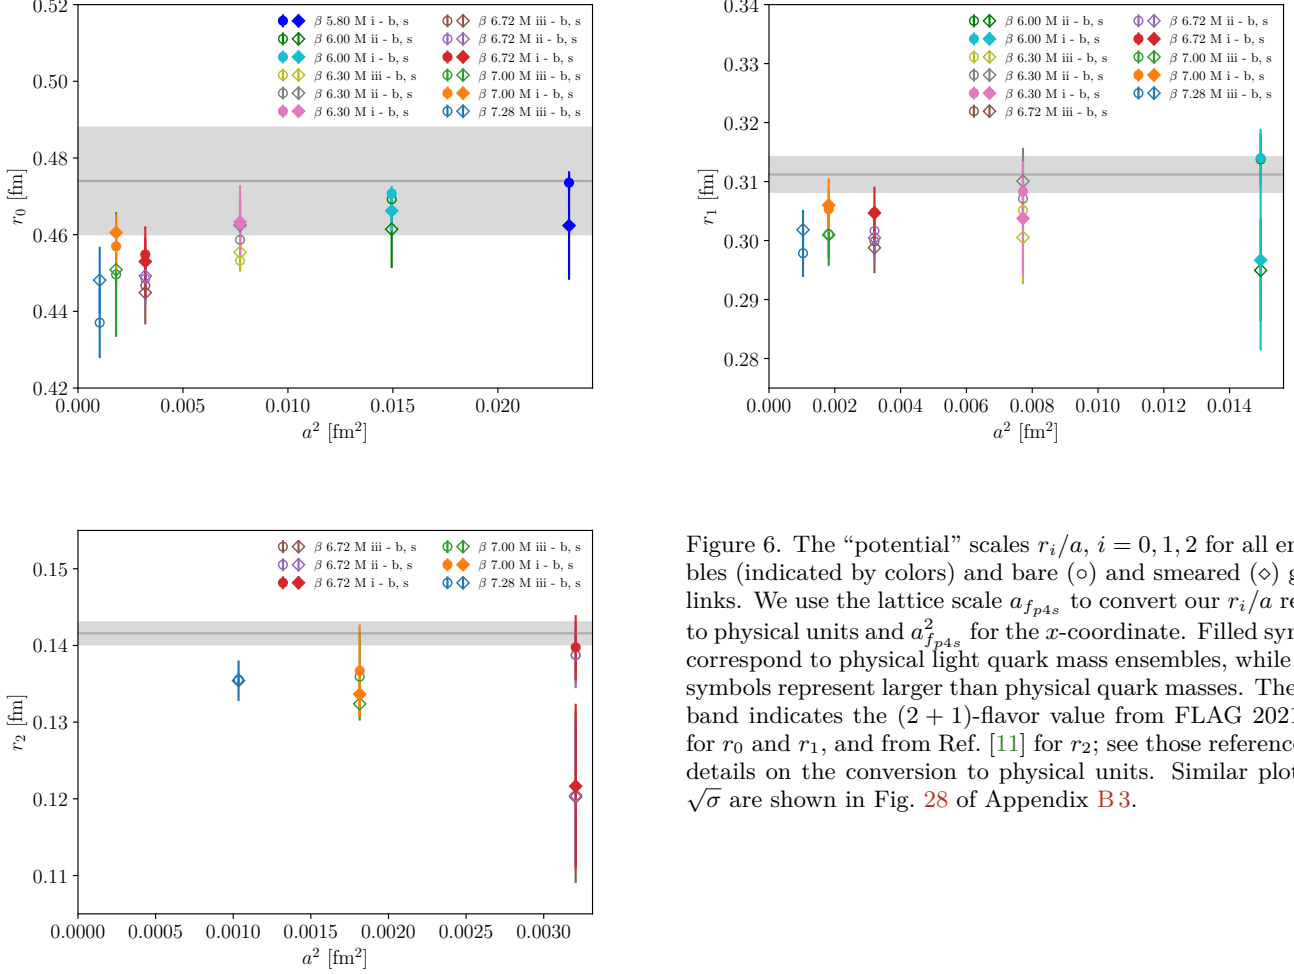 0.52
0.50
0.48
0.46
0.44
0.42
r0 [fm]
0.000 0.005 0.010 0.015 0.020
a² [fm²]
β 5.80 M i - b, s
β 6.00 M ii - b, s
β 6.00 M i - b, s
β 6.30 M iii - b, s
β 6.30 M ii - b, s
β 6.30 M i - b, s
β 6.72 M iii - b, s
β 6.72 M ii - b, s
β 6.72 M i - b, s
β 7.00 M iii - b, s
β 7.00 M i - b, s
β 7.28 M iii - b, s
0.34
0.33
0.32
0.31
0.30
0.29
0.28
r1 [fm]
0.000 0.002 0.004 0.006 0.008 0.010 0.012 0.014
a² [fm²]
β 6.00 M ii - b, s
β 6.00 M i - b, s
β 6.30 M iii - b, s
β 6.30 M ii - b, s
β 6.30 M i - b, s
β 6.72 M iii - b, s
β 6.72 M ii - b, s
β 6.72 M i - b, s
β 7.00 M iii - b, s
β 7.00 M i - b, s
β 7.28 M iii - b, s
0.15
0.14
0.13
0.12
0.11
r2 [fm]
0.0000 0.0005 0.0010 0.0015 0.0020 0.0025 0.0030
a² [fm²]
β 6.72 M iii - b, s
β 6.72 M ii - b, s
β 6.72 M i - b, s
β 7.00 M iii - b, s
β 7.00 M i - b, s
β 7.28 M iii - b, s
Figure 6. The “potential” scales ri/a, i = 0, 1, 2 for all en
bles (indicated by colors) and bare (○) and smeared (⋄) g
links. We use the lattice scale a_fp4s to convert our ri/a re
to physical units and a²_fp4s for the x-coordinate. Filled sym
correspond to physical light quark mass ensembles, while
symbols represent larger than physical quark masses. The
band indicates the (2 + 1)-flavor value from FLAG 2021
for r0 and r1, and from Ref. [11] for r2; see those reference
details on the conversion to physical units. Similar plot
√σ are shown in Fig. 28 of Appendix B 3.